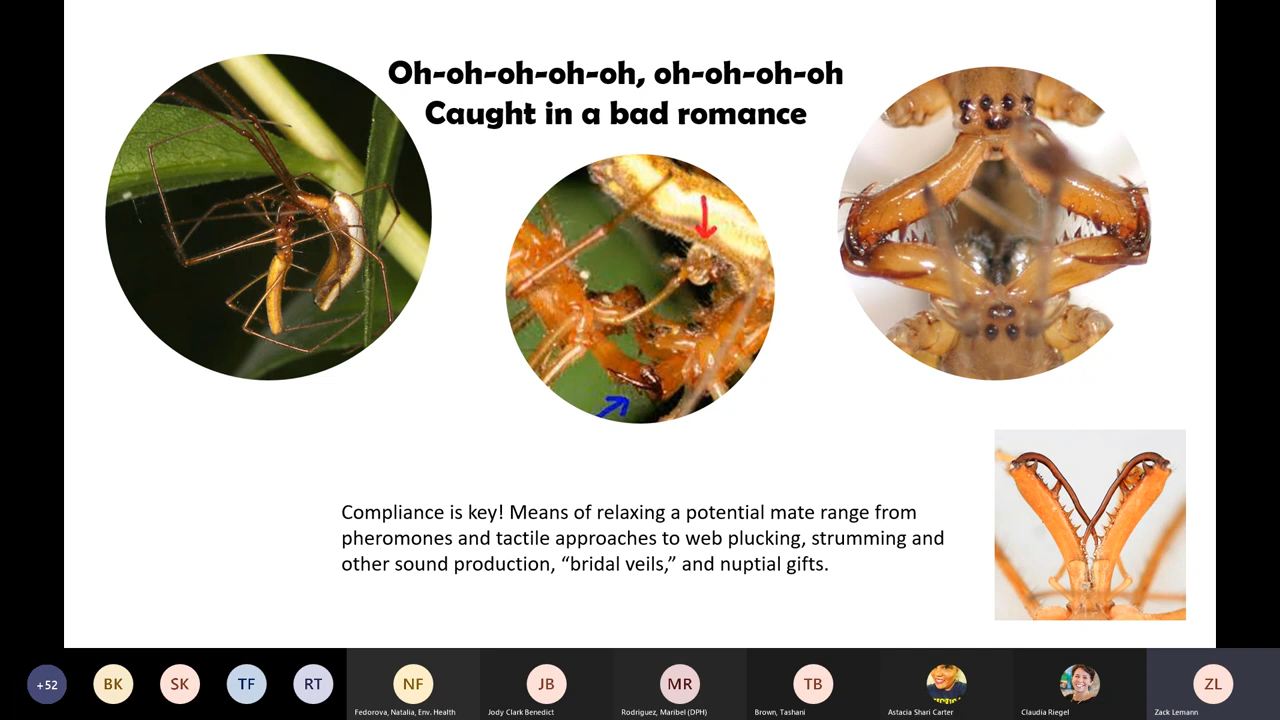 Oh-oh-oh-oh-oh, oh-oh-oh-oh
Caught in a bad romance
Compliance is key! Means of relaxing a potential mate range from
pheromones and tactile approaches to web plucking, strumming and
other sound production, “bridal veils,” and nuptial gifts.
+52
BK
SK
TF
RT
NF
JB
MR
TB
ZL
Fedorova, Natalia, Env. Health
Jody Clark Benedict
Rodriguez, Maribel (DPH)
Brown, Tashani
Astacia Shari Carter
Claudia Riegel
Zack Lemann